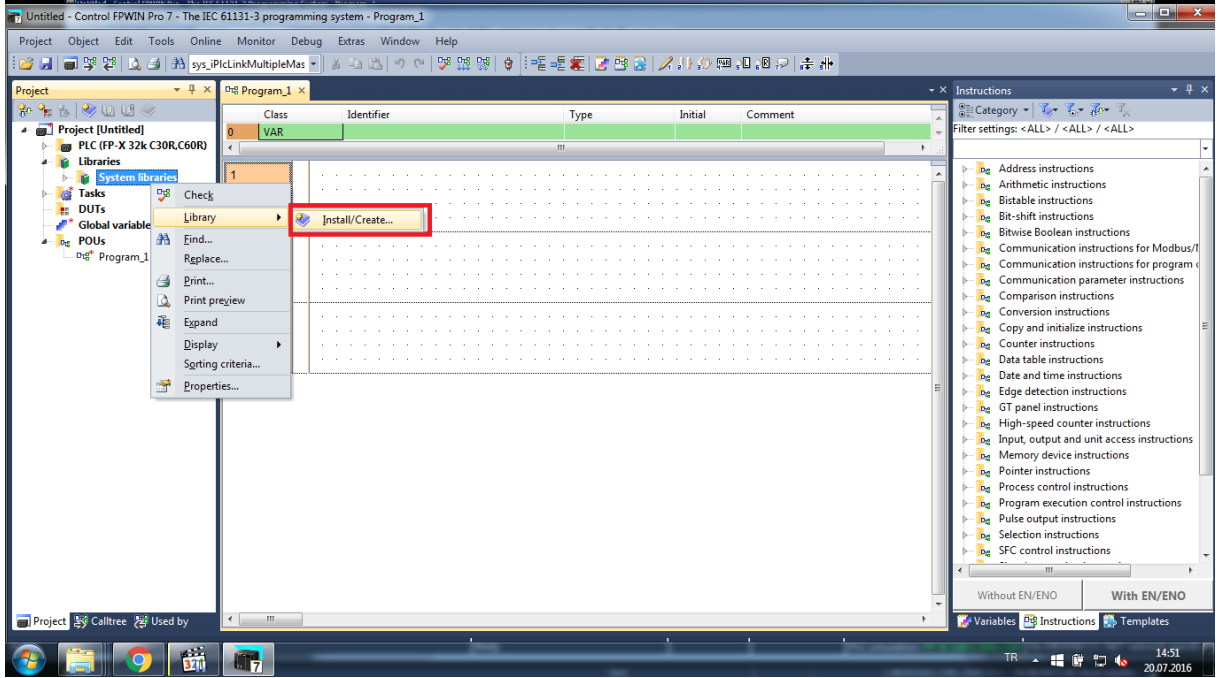 Untitled - Control FPWIN Pro 7 - The IEC 61131-3 programming system - Program_1
Project Object Edit Tools Online Monitor Debug Extras Window Help
sys_iPlcLinkMultipleMas
Project
Project [Untitled]
PLC (FP-X 32k C30R,C60R)
Libraries
System libraries
Tasks
DUTs
Global variable
POUs
Program_1
Check
Library
Find...
Replace...
Print...
Print preview
Expand
Display
Sorting criteria...
Properties...
Install/Create...
Program_1
Class Identifier Type Initial Comment
0 VAR
1
Instructions
Category
Filter settings: <ALL> / <ALL> / <ALL>
Address instructions
Arithmetic instructions
Bistable instructions
Bit-shift instructions
Bitwise Boolean instructions
Communication instructions for Modbus/
Communication instructions for program
Communication parameter instructions
Comparison instructions
Conversion instructions
Copy and initialize instructions
Counter instructions
Data table instructions
Date and time instructions
Edge detection instructions
GT panel instructions
High-speed counter instructions
Input, output and unit access instructions
Memory device instructions
Pointer instructions
Process control instructions
Program execution control instructions
Pulse output instructions
Selection instructions
SFC control instructions
Without EN/ENO With EN/ENO
Project Calltree Used by
Variables Instructions Templates
321
7
TR
14:51
20.07.2016